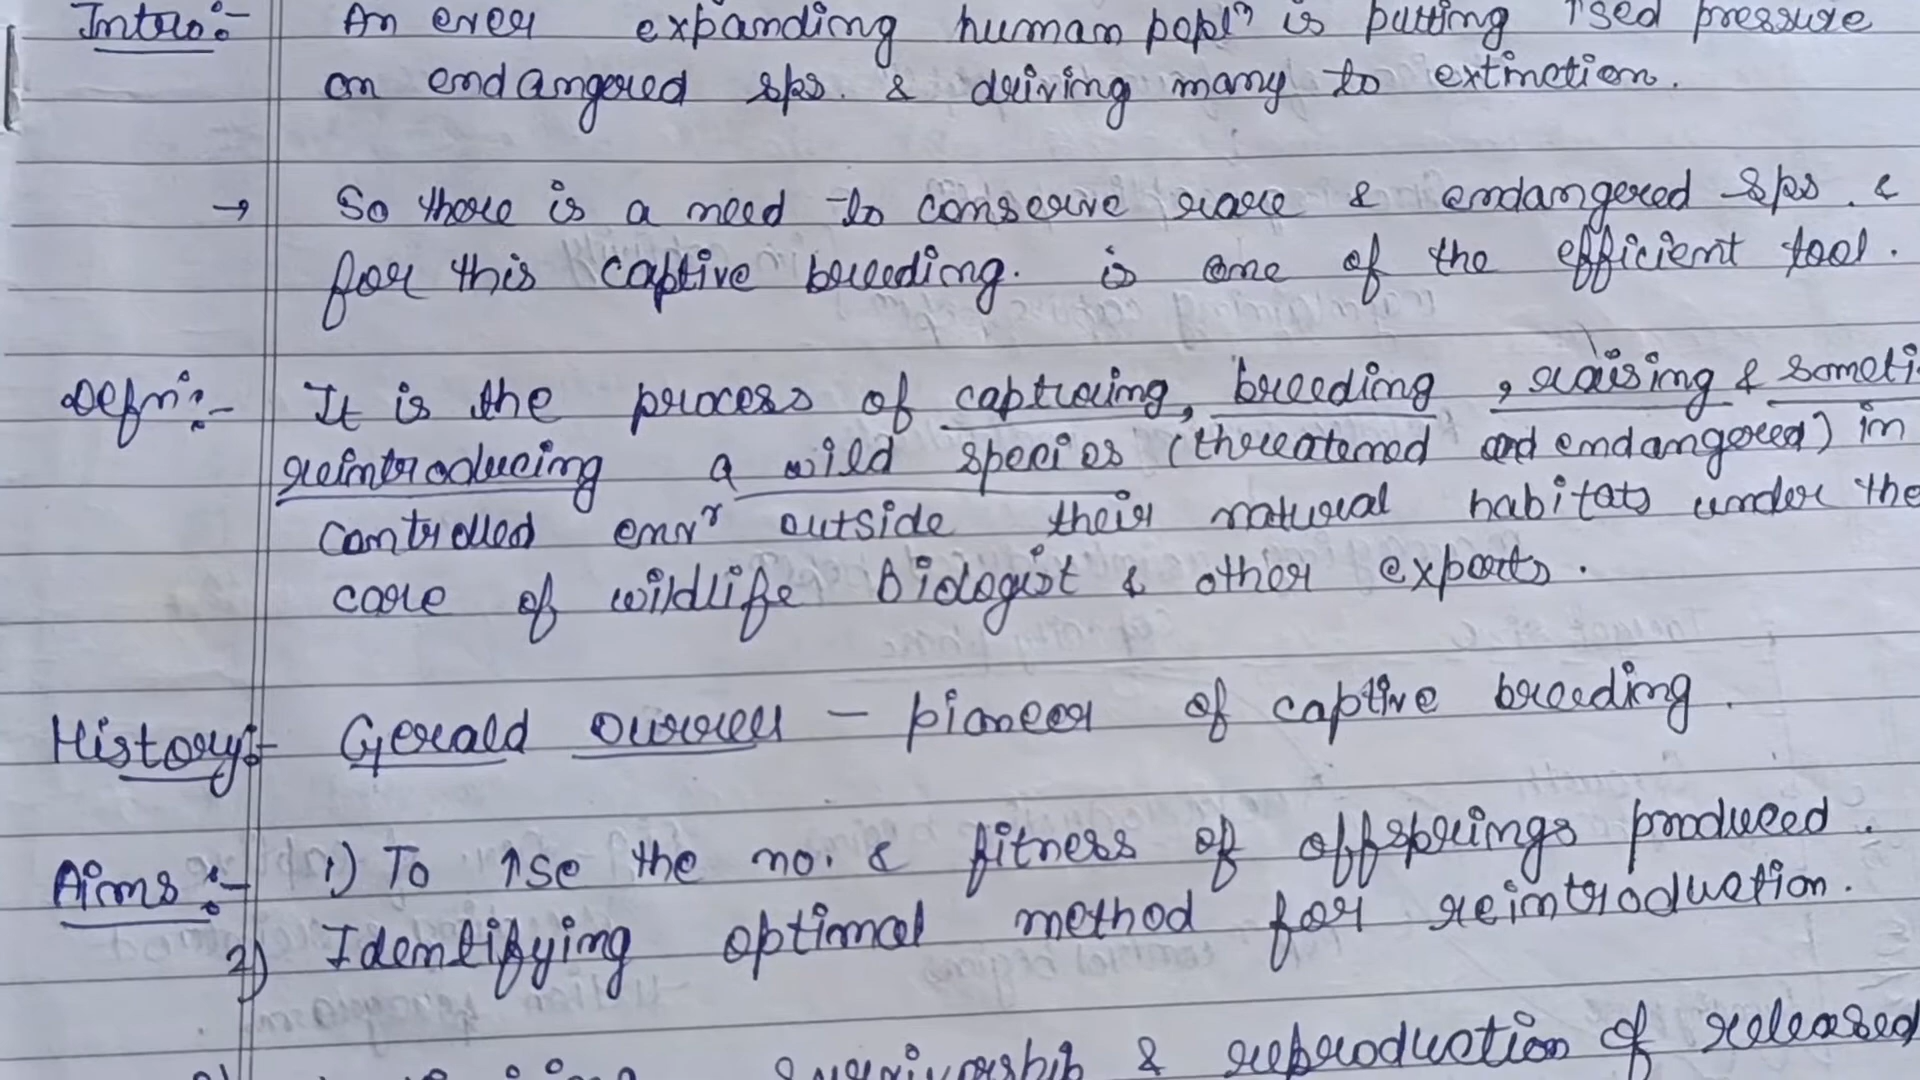 Intro:- An ever expanding human popln is putting ↑sed pressure
on endangered sps. & driving many to extinction.
→ So there is a need to conserve rare & endangered sps. &
for this captive breeding. is one of the efficient tool.
Defn:- It is the process of captruing, breeding, raising & someti
reintroducing a wild species (threatened and endangered) in
controlled envr outside their natural habitats under the
care of wildlife Biologist & other experts.
History:- Gerald Durrell - pioneer of captive breeding.
Aims:- 1) To ↑se the no. & fitness of offsprings produced.
2) Identifying optimal method for reintroduction.
survivorship & reproduction of released